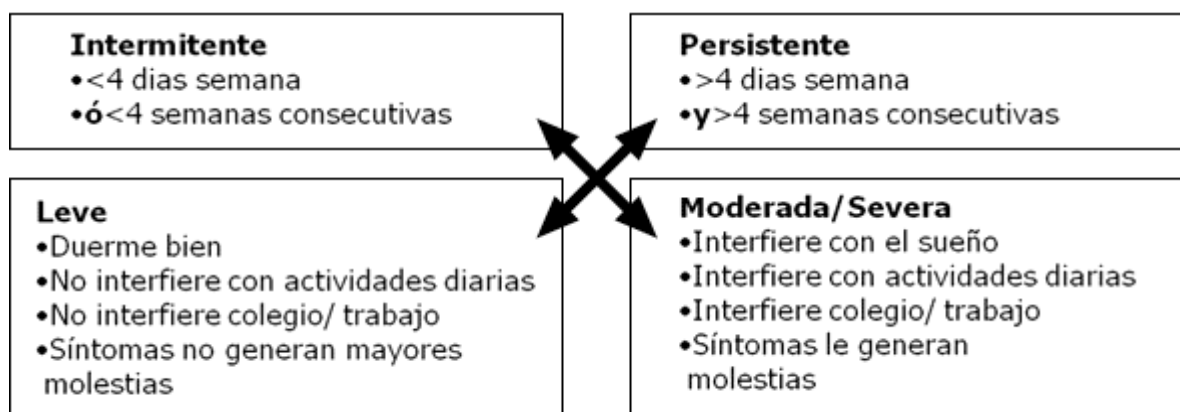 Intermitente
•<4 dias semana
•ó<4 semanas consecutivas
Persistente
•>4 dias semana
•y>4 semanas consecutivas
Leve
•Duerme bien
•No interfiere con actividades diarias
•No interfiere colegio/ trabajo
•Síntomas no generan mayores
molestias
Moderada/Severa
•Interfiere con el sueño
•Interfiere con actividades diarias
•Interfiere colegio/ trabajo
•Síntomas le generan
molestias